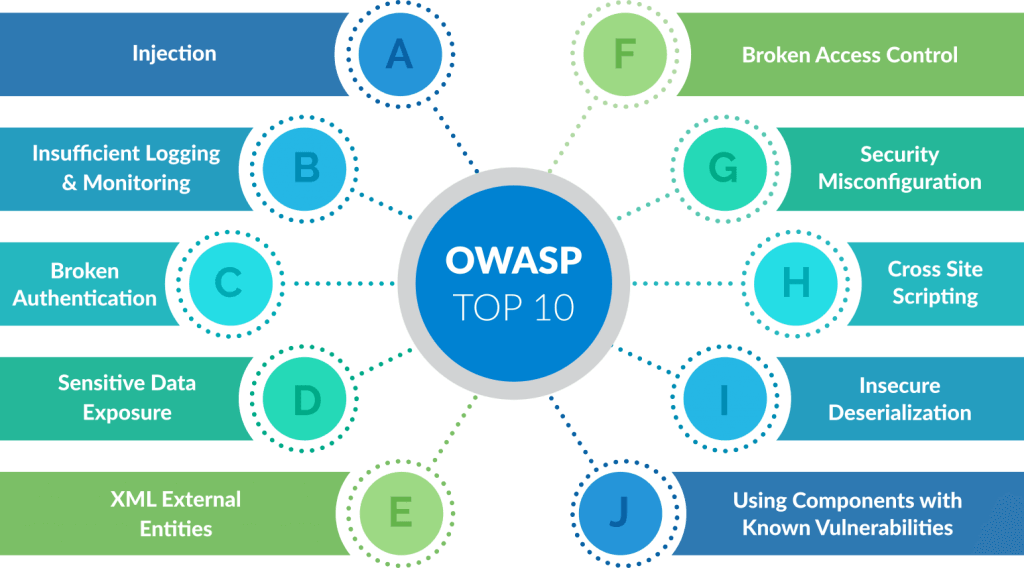 A
Injection
B
Insufficient Logging
& Monitoring
C
Broken
Authentication
D
Sensitive Data
Exposure
E
XML External
Entities
OWASP
TOP 10
F
Broken Access Control
G
Security
Misconfiguration
H
Cross Site
Scripting
I
Insecure
Deserialization
J
Using Components with
Known Vulnerabilities